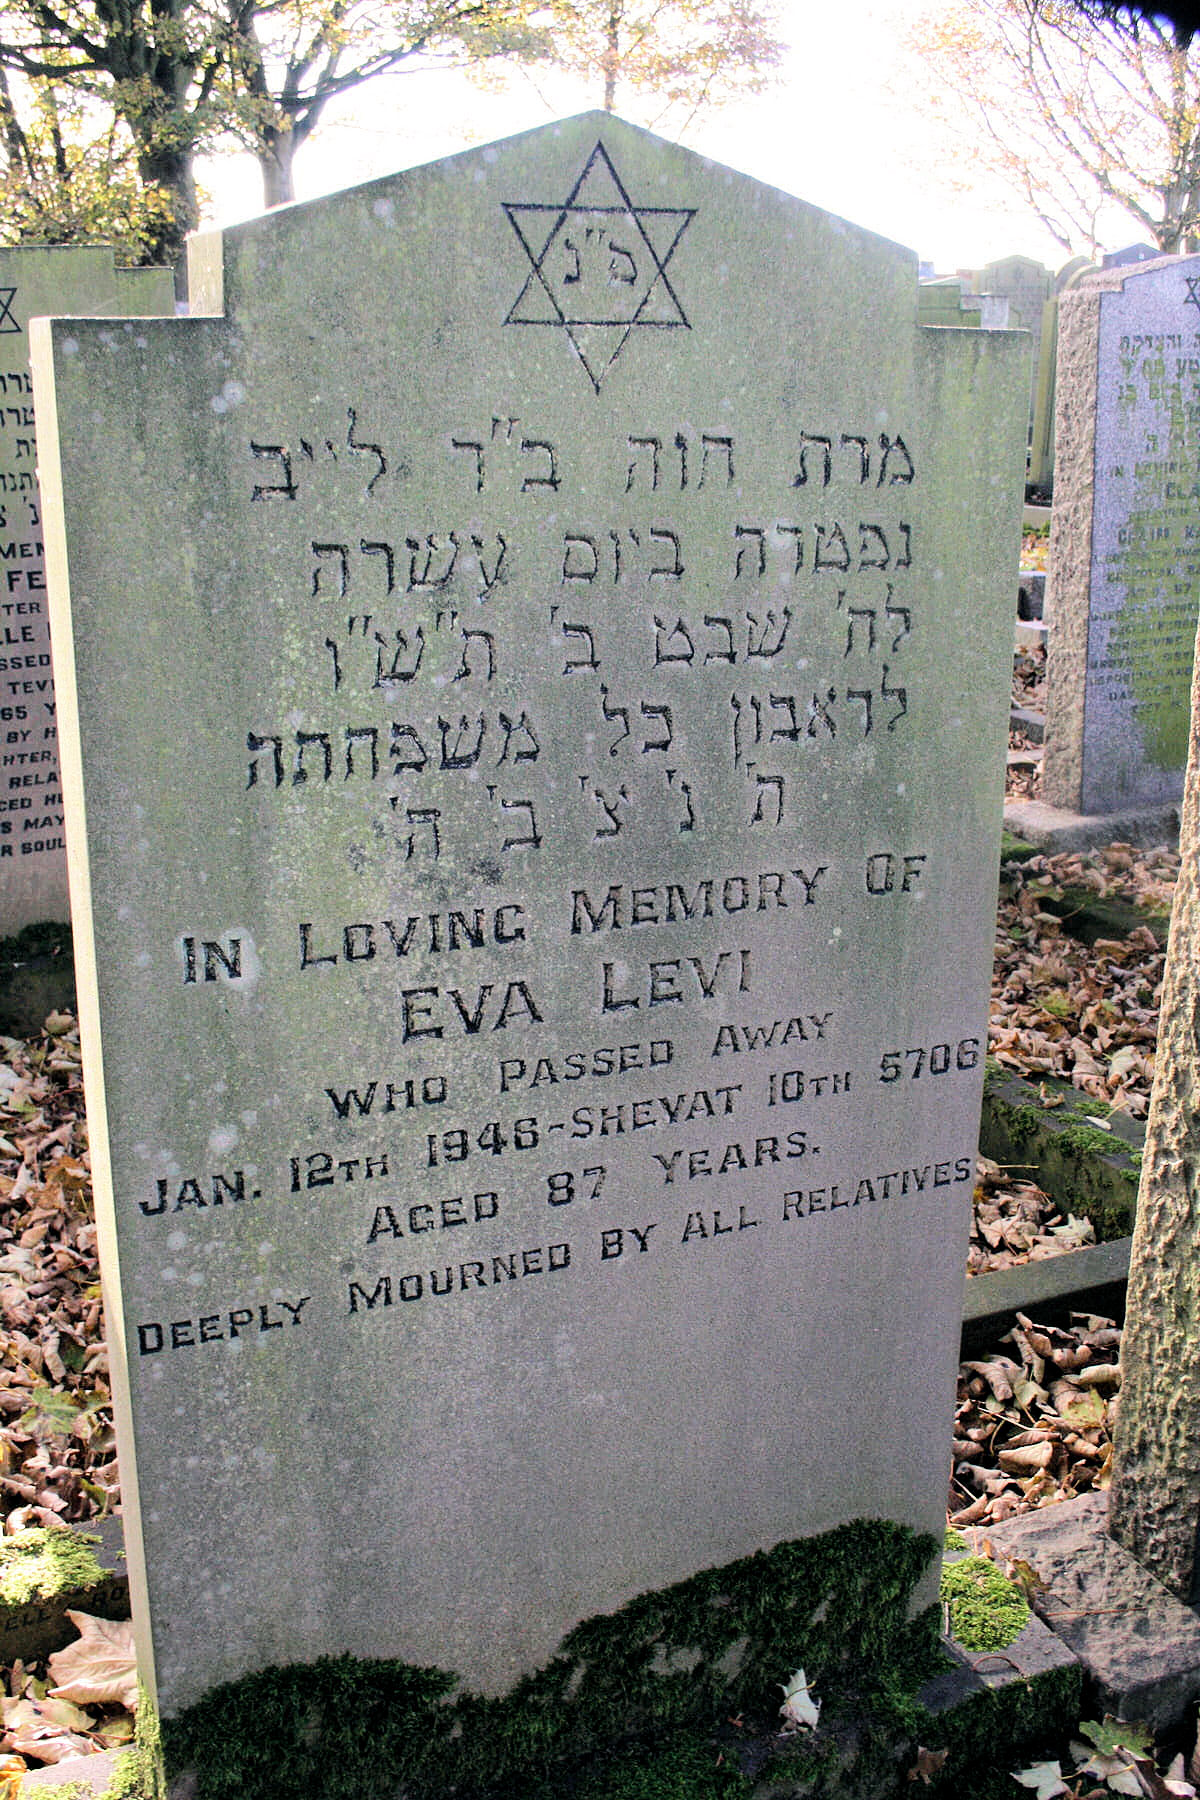 פ"נ
מרת חוה ב"ר לייב
נפטרה ביום עשרה
לח' שבט ב' ת"ש"ו
לדאבון כל משפחתה
ת' נ' צ' ב' ה'
IN LOVING MEMORY OF
EVA LEVI
WHO PASSED AWAY
JAN. 12TH 1946-SHEVAT 10TH 5706
AGED 87 YEARS.
DEEPLY MOURNED BY ALL RELATIVES